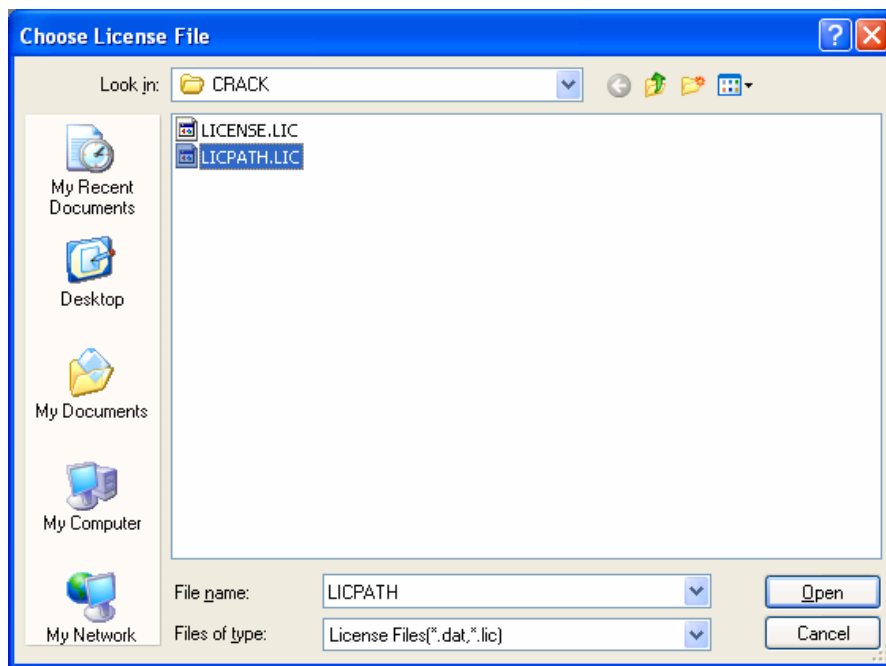 Choose License File
Look in: CRACK
LICENSE.LIC
LICPATH.LIC
My Recent
Documents
Desktop
My Documents
My Computer
My Network
File name: LICPATH Open
Files of type: License Files(*.dat,*.lic) Cancel